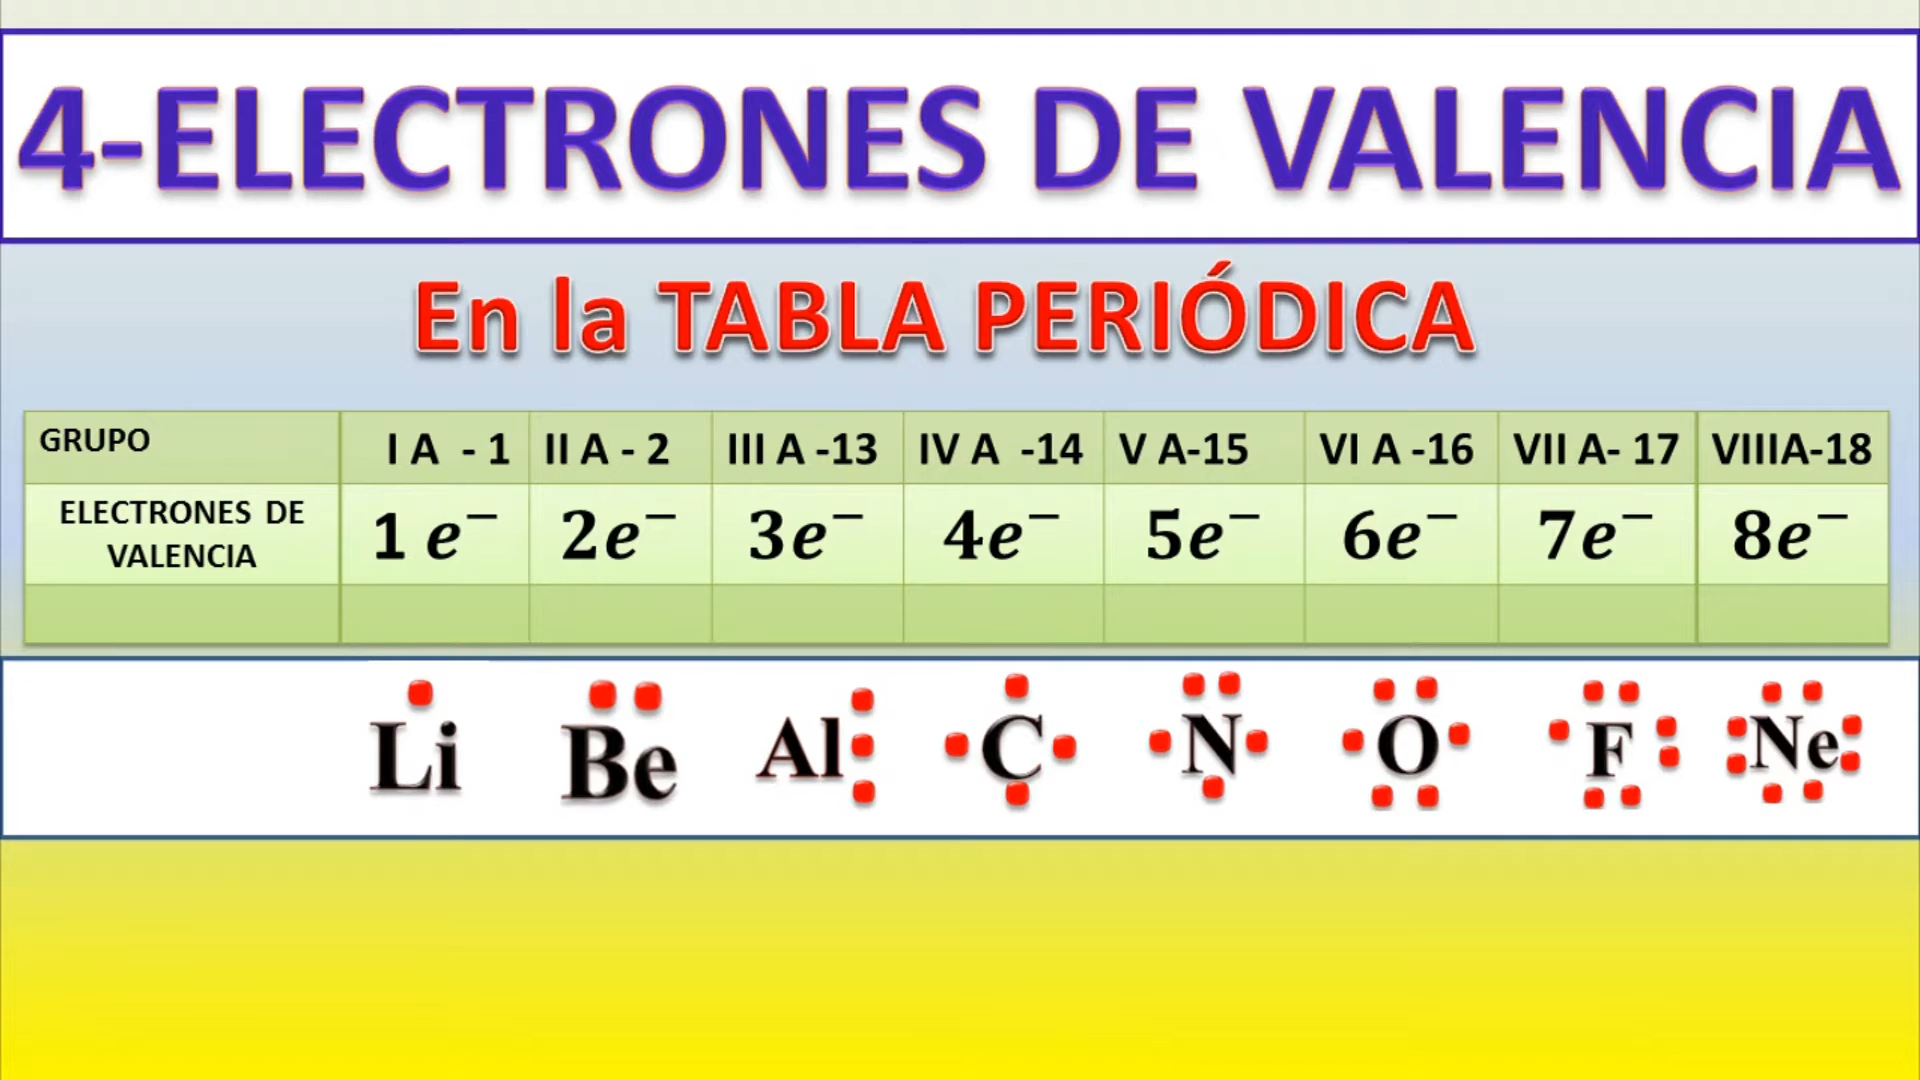 4-ELECTRONES DE VALENCIA
En la TABLA PERIÓDICA
GRUPO I A - 1 II A - 2 III A -13 IV A -14 V A-15 VI A -16 VII A- 17 VIIIA-18
ELECTRONES DE
VALENCIA 1 e⁻ 2e⁻ 3e⁻ 4e⁻ 5e⁻ 6e⁻ 7e⁻ 8e⁻
Li Be Al C N O F Ne